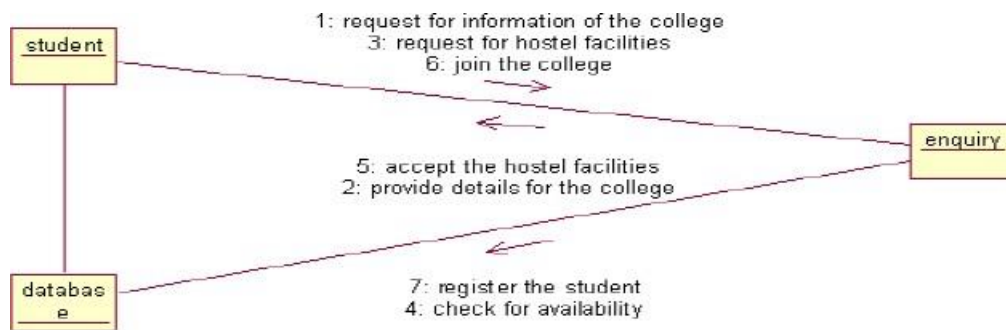 1: request for information of the college
3: request for hostel facilities
6: join the college
student
enquiry
5: accept the hostel facilities
2: provide details for the college
databas
e
7: register the student
4: check for availability